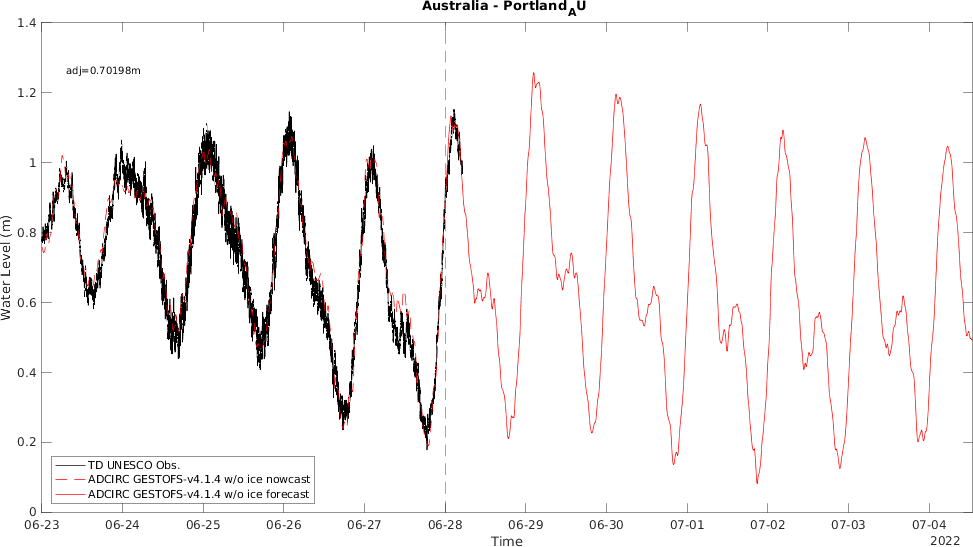 Australia - Portland_AU
1.4
adj=0.70198m
1.2
1
0.8
Water Level (m)
0.6
0.4
0.2
0
TD UNESCO Obs.
ADCIRC GESTOFS-v4.1.4 w/o ice nowcast
ADCIRC GESTOFS-v4.1.4 w/o ice forecast
06-23 06-24 06-25 06-26 06-27 06-28 06-29 06-30 07-01 07-02 07-03 07-04
Time
2022